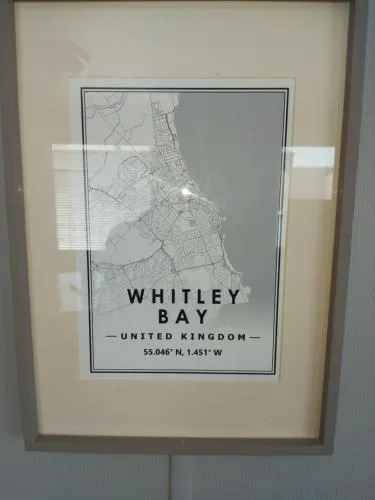 WHITLEY
BAY
— UNITED KINGDOM —
55.046° N, 1.451° W